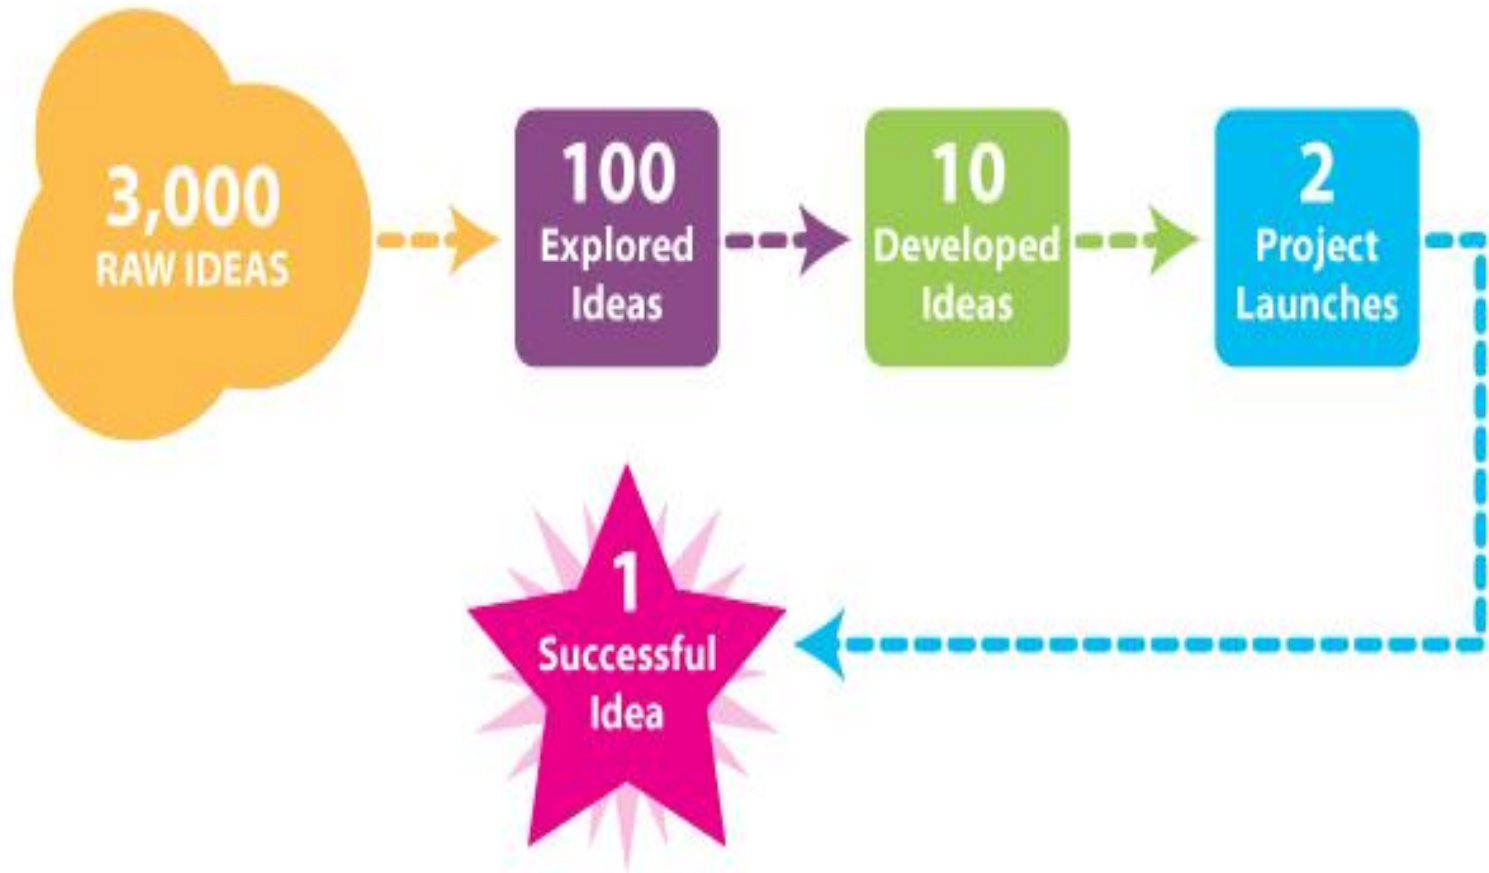 3,000
RAW IDEAS
100
Explored
Ideas
10
Developed
Ideas
2
Project
Launches
1
Successful
Idea